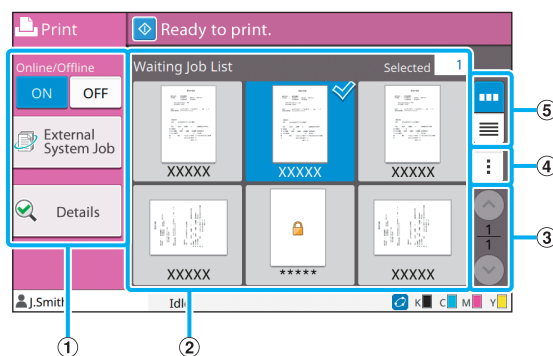 Print
Ready to print.
Online/Offline
ON
OFF
External
System Job
Details
Waiting Job List
Selected
1
XXXXX
XXXXX
XXXXX
XXXXX
*****
XXXXX
1
1
J.Smith
K
C
M
Y
1
2
3
4
5